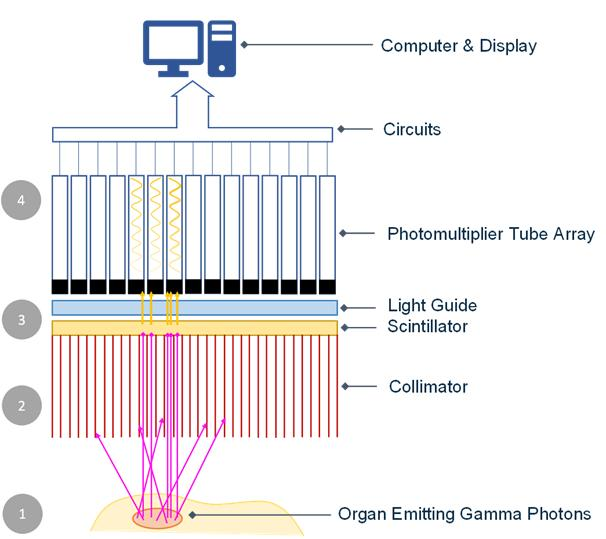 Computer & Display
Circuits
4
Photomultiplier Tube Array
Light Guide
3
Scintillator
Collimator
2
1
Organ Emitting Gamma Photons